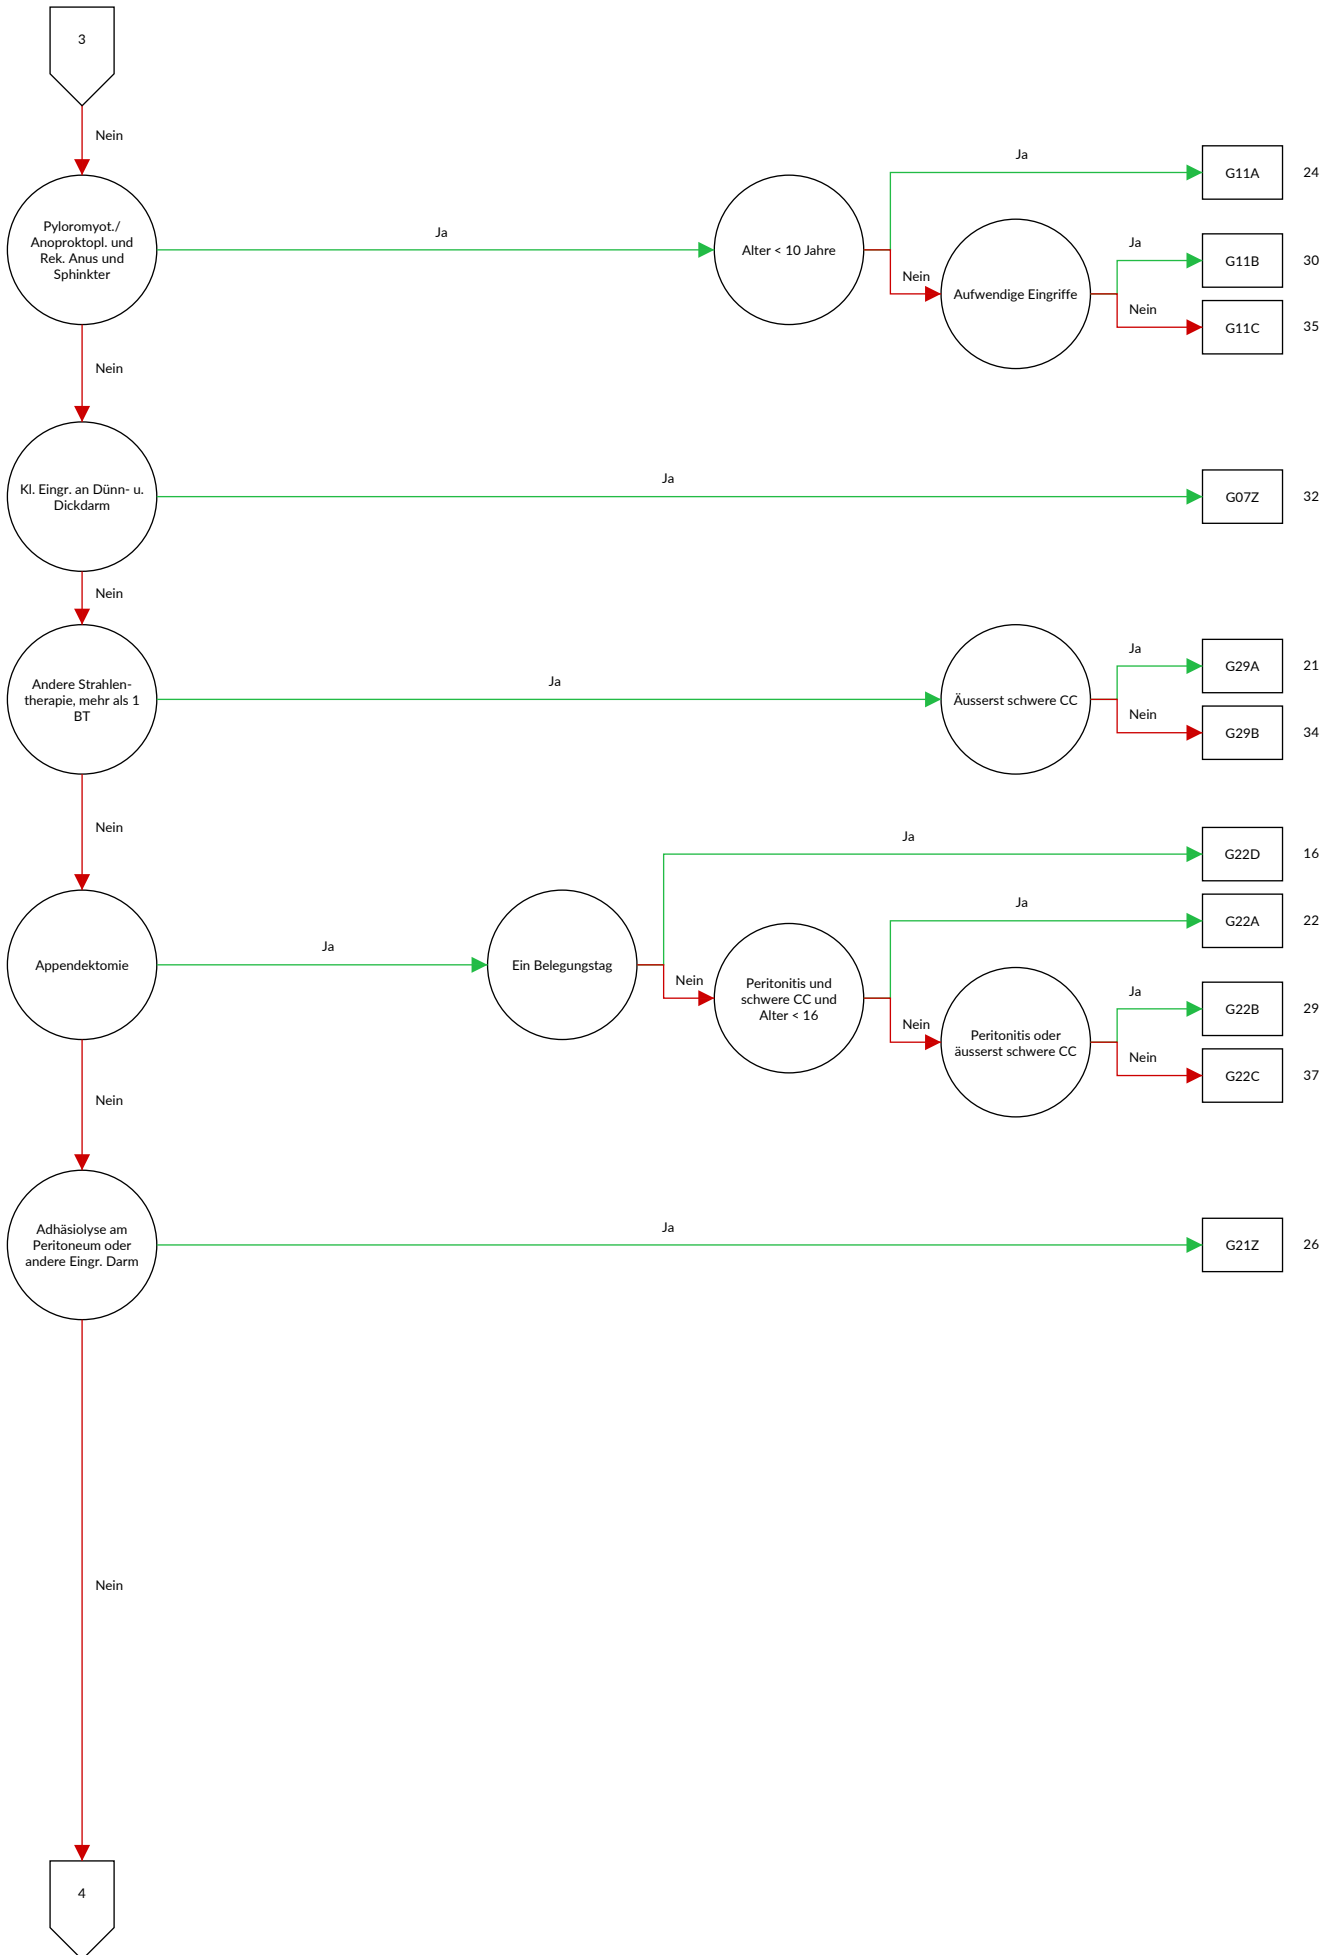 3
Nein
Pyloromyot./
Anoproktopl. und
Rek. Anus und
Sphinkter
Ja
Alter < 10 Jahre
Ja
G11A
24
Nein
Aufwendige Eingriffe
Ja
G11B
30
Nein
G11C
35
Nein
Kl. Eingr. an Dünn- u.
Dickdarm
Ja
G07Z
32
Nein
Andere Strahlen-
therapie, mehr als 1
BT
Ja
Äusserst schwere CC
Ja
G29A
21
Nein
G29B
34
Nein
Appendektomie
Ja
Ein Belegungstag
Ja
G22D
16
Nein
Peritonitis und
schwere CC und
Alter < 16
Ja
G22A
22
Nein
Peritonitis oder
äusserst schwere CC
Ja
G22B
29
Nein
G22C
37
Nein
Adhäsiolyse am
Peritoneum oder
andere Eingr. Darm
Ja
G21Z
26
Nein
4